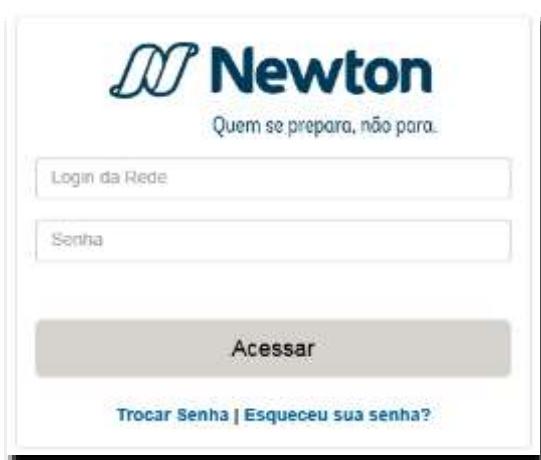 Newton
Quem se prepara, não para.
Login da Rede
Senha
Acessar
Trocar Senha | Esqueceu sua senha?